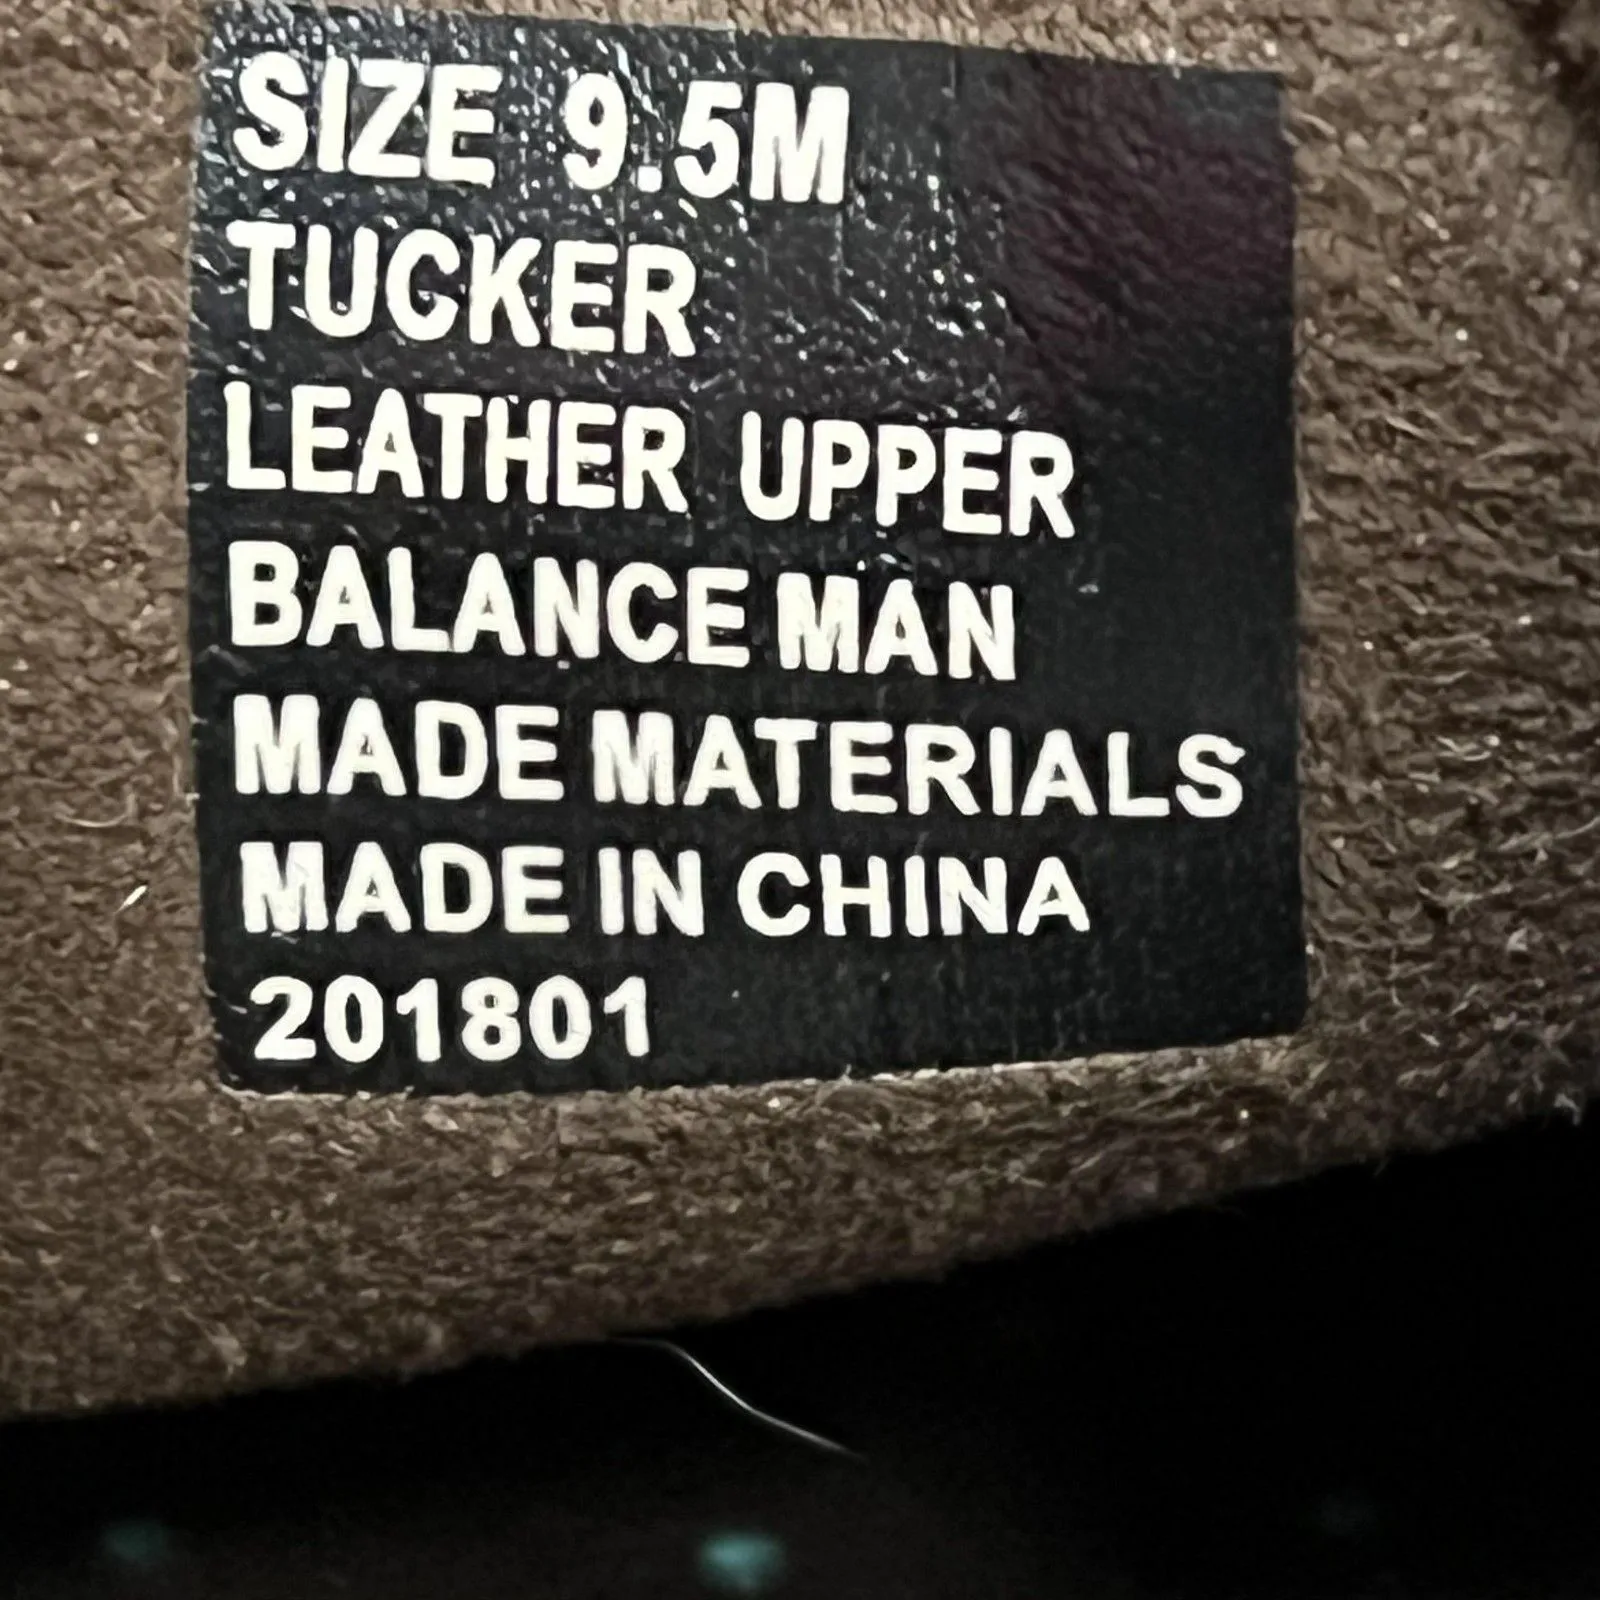 SIZE 9.5M
TUCKER
LEATHER UPPER
BALANCE MAN
MADE MATERIALS
MADE IN CHINA
201801